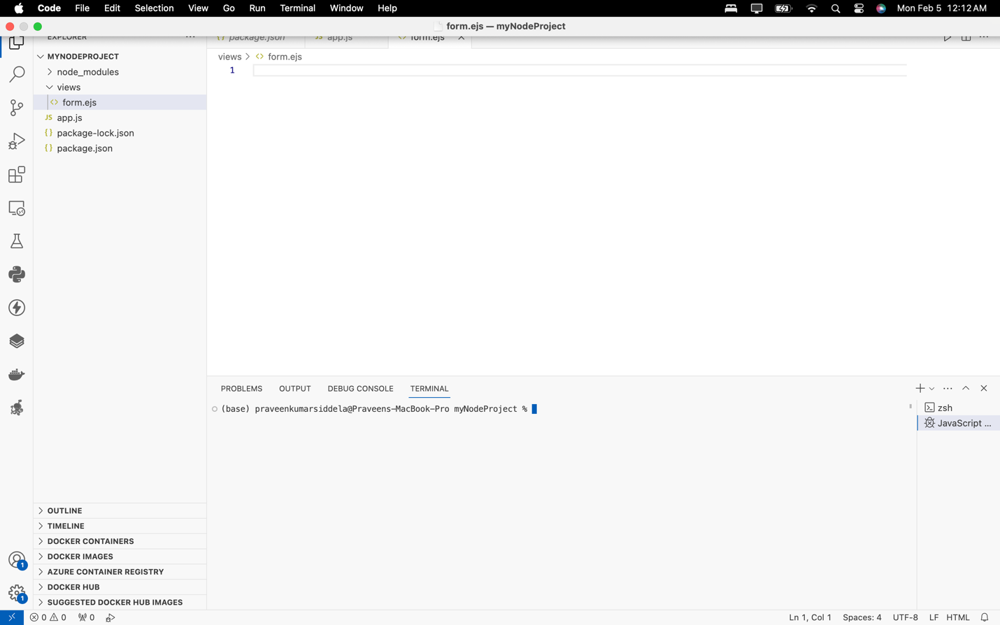 Code File Edit Selection View Go Run Terminal Window Help Mon Feb 5 12:12 AM
form.ejs — myNodeProject
EXPLORER
package.json app.js form.ejs
MYNODEPROJECT
node_modules
views
form.ejs
app.js
package-lock.json
package.json
views form.ejs
1
PROBLEMS OUTPUT DEBUG CONSOLE TERMINAL
(base) praveenkumarsiddela@Praveens-MacBook-Pro myNodeProject %
zsh
JavaScript ...
OUTLINE
TIMELINE
DOCKER CONTAINERS
DOCKER IMAGES
AZURE CONTAINER REGISTRY
DOCKER HUB
SUGGESTED DOCKER HUB IMAGES
1
1
0 0 0 Ln 1, Col 1 Spaces: 4 UTF-8 LF HTML